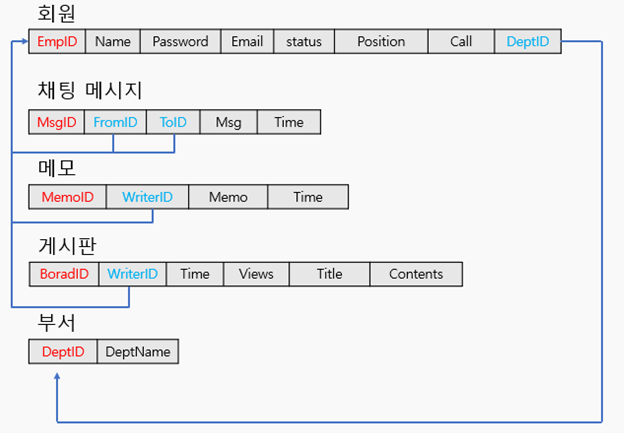 회원
EmpID Name Password Email status Position Call DeptID
채팅 메시지
MsgID FromID ToID Msg Time
메모
MemoID WriterID Memo Time
게시판
BoradID WriterID Time Views Title Contents
부서
DeptID DeptName